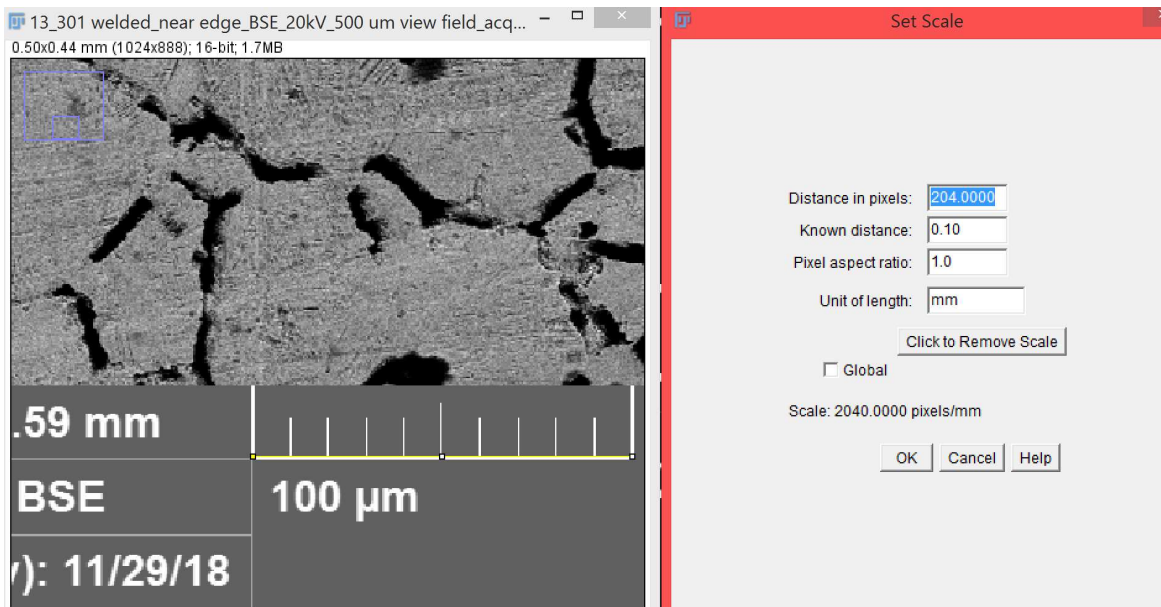 13_301 welded_near edge_BSE_20kV_500 um view field_acq...
0.50x0.44 mm (1024x888); 16-bit; 1.7MB
.59 mm
BSE
100 µm
): 11/29/18
Set Scale
Distance in pixels: 204.0000
Known distance: 0.10
Pixel aspect ratio: 1.0
Unit of length: mm
Click to Remove Scale
Global
Scale: 2040.0000 pixels/mm
OK Cancel Help